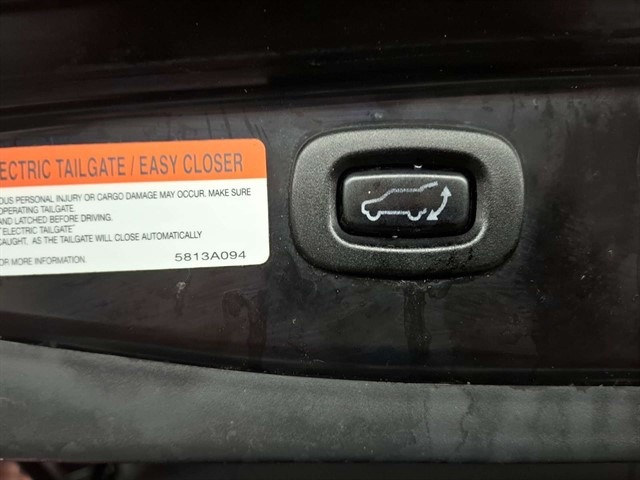 ECTRIC TAILGATE / EASY CLOSER
OUS PERSONAL INJURY OR CARGO DAMAGE MAY OCCUR. MAKE SURE
OPERATING TAILGATE.
AND LATCHED BEFORE DRIVING.
ELECTRIC TAILGATE"
CAUGHT. AS THE TAILGATE WILL CLOSE AUTOMATICALLY
OR MORE INFORMATION.
5813A094